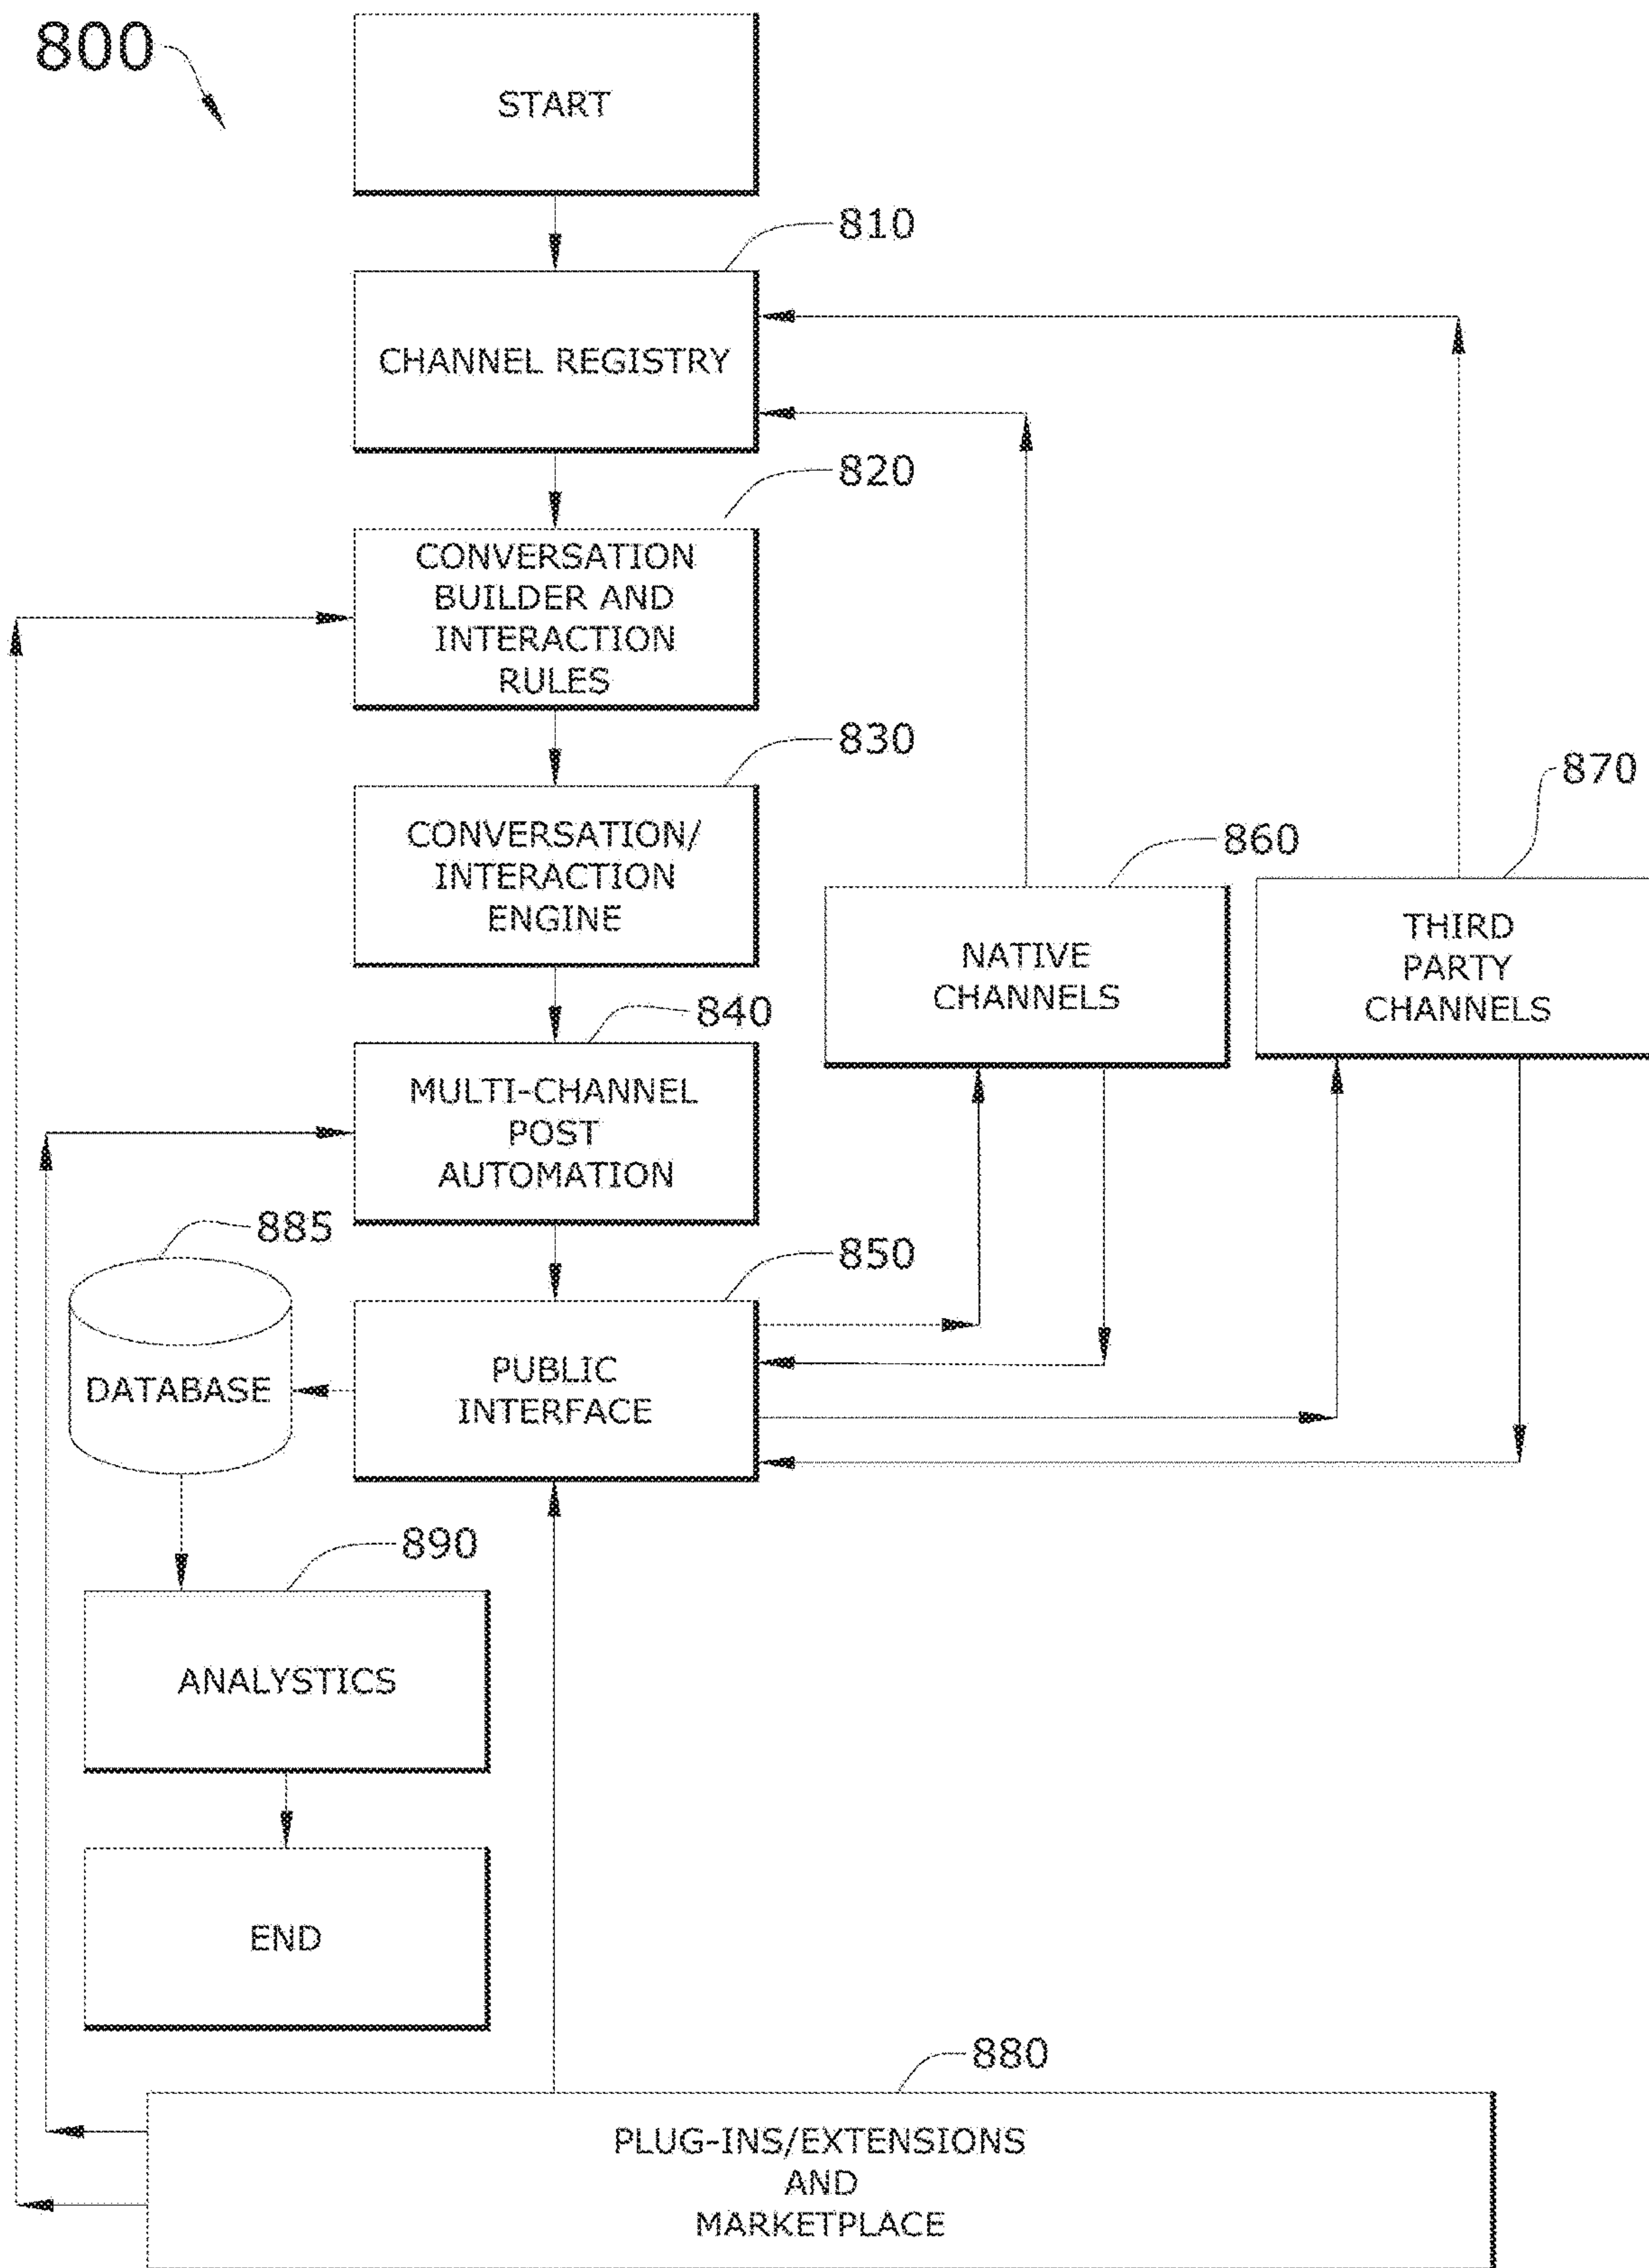 800
START
810
CHANNEL REGISTRY
820
CONVERSATION
BUILDER AND
INTERACTION
RULES
830
CONVERSATION/
INTERACTION
ENGINE
870
860
THIRD
PARTY
CHANNELS
NATIVE
CHANNELS
840
MULTI-CHANNEL
POST
AUTOMATION
885
850
DATABASE
PUBLIC
INTERFACE
890
ANALYSTICS
END
880
PLUG-INS/EXTENSIONS
AND
MARKETPLACE